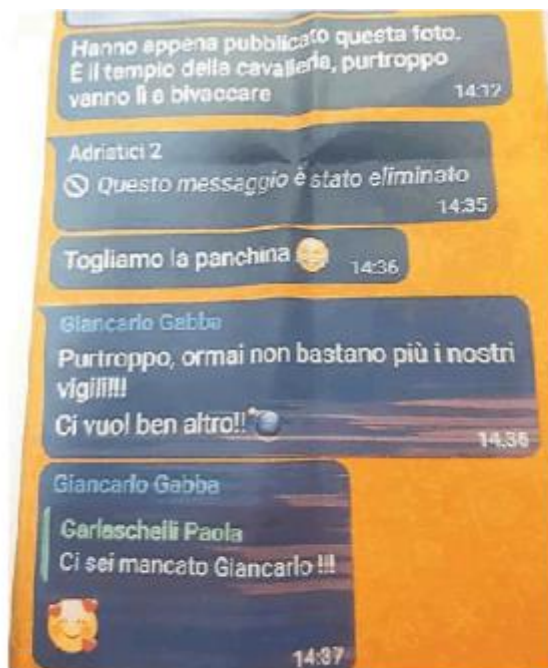 Hanno appena pubblicato questa foto.
È il tempio della cavalleria, purtroppo
vanno lì a bivaccare
14:32
Adriatici 2
Questo messaggio è stato eliminato
14:35
Togliamo la panchina
14:36
Giancarlo Gabba
Purtroppo, ormai non bastano più i nostri
vigili!!!
Ci vuol ben altro!!
14:36
Giancarlo Gabba
Garlaschelli Paola
Ci sei mancato Giancarlo !!!
14:37